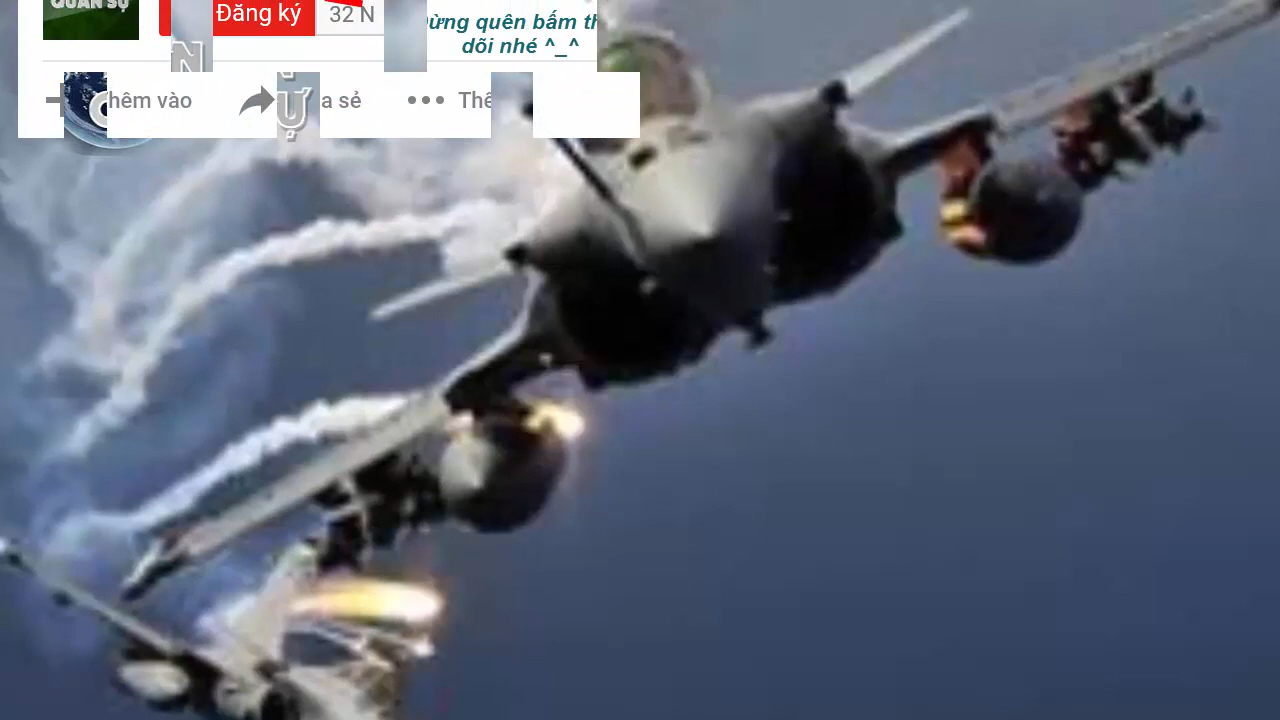 QUÂN SỰ
Đăng ký 32 N
ừng quên bấm th
dõi nhé ^_^
N
hêm vào
a sẻ
Thê
Ự